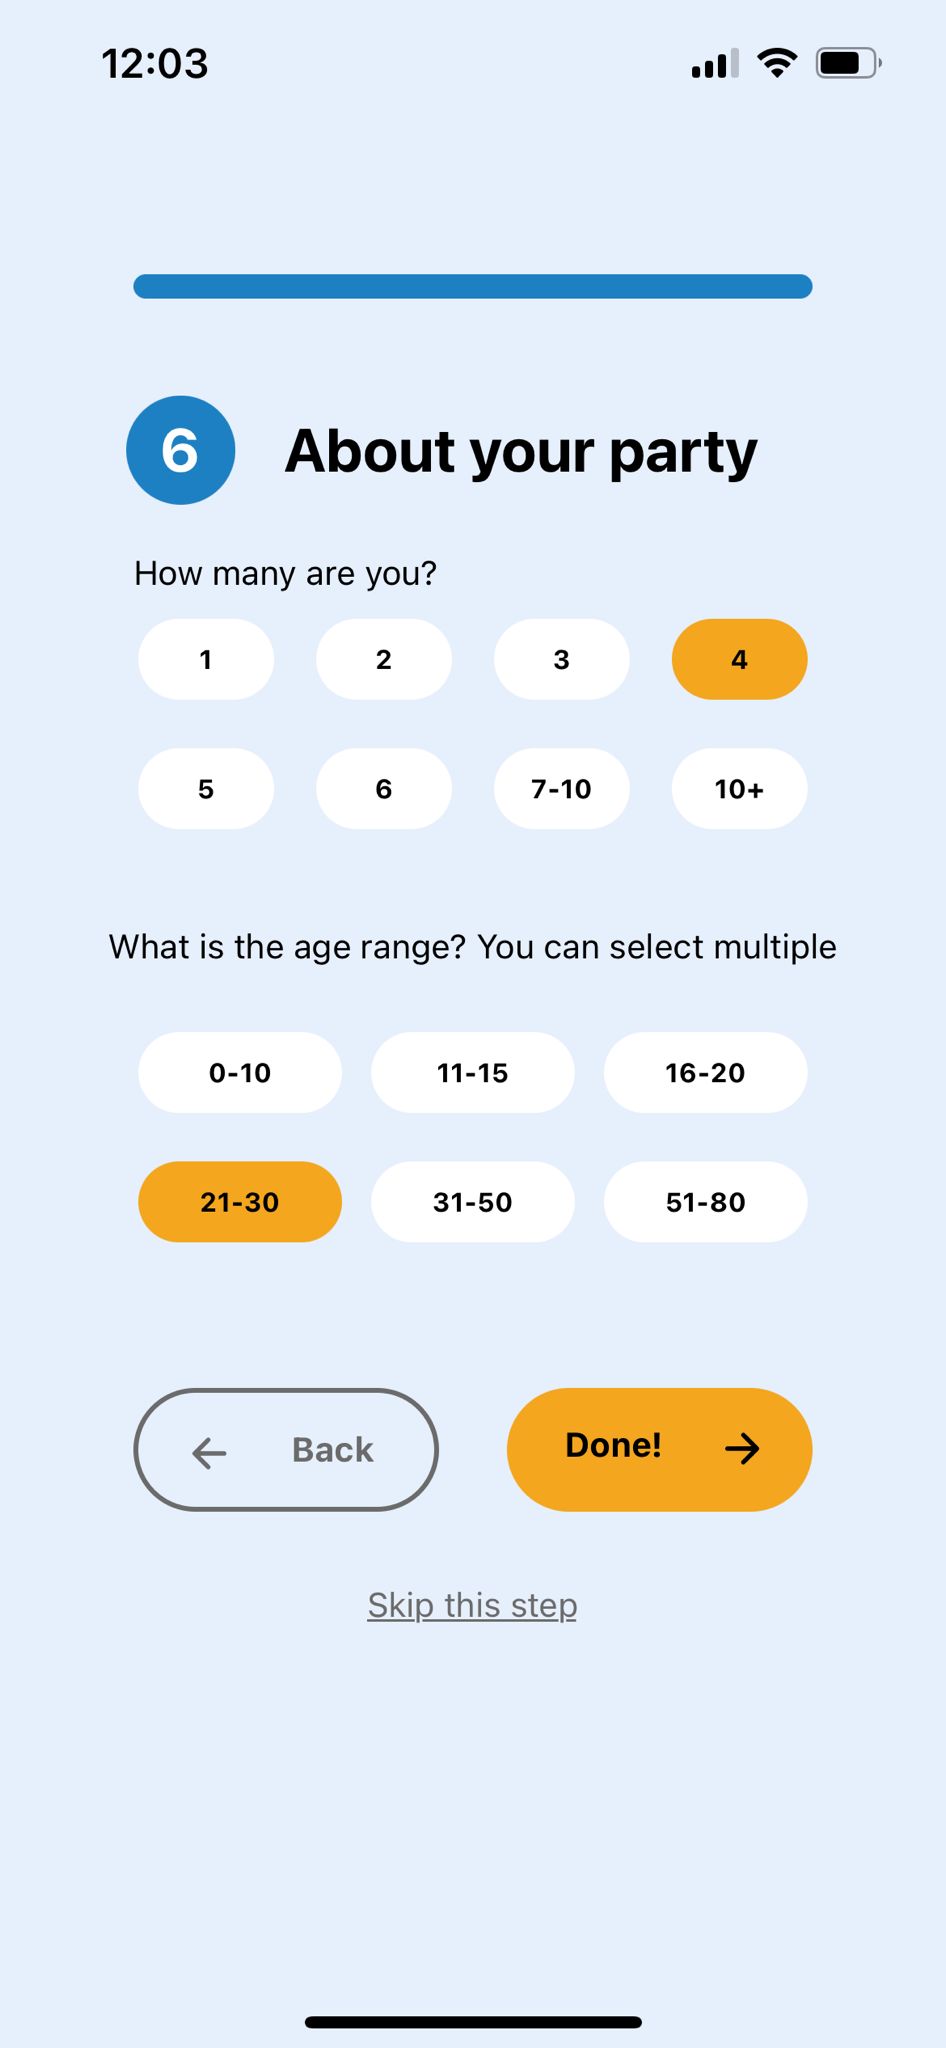 12:03
6 About your party
How many are you?
1 2 3 4
5 6 7-10 10+
What is the age range? You can select multiple
0-10 11-15 16-20
21-30 31-50 51-80
Back Done!
Skip this step